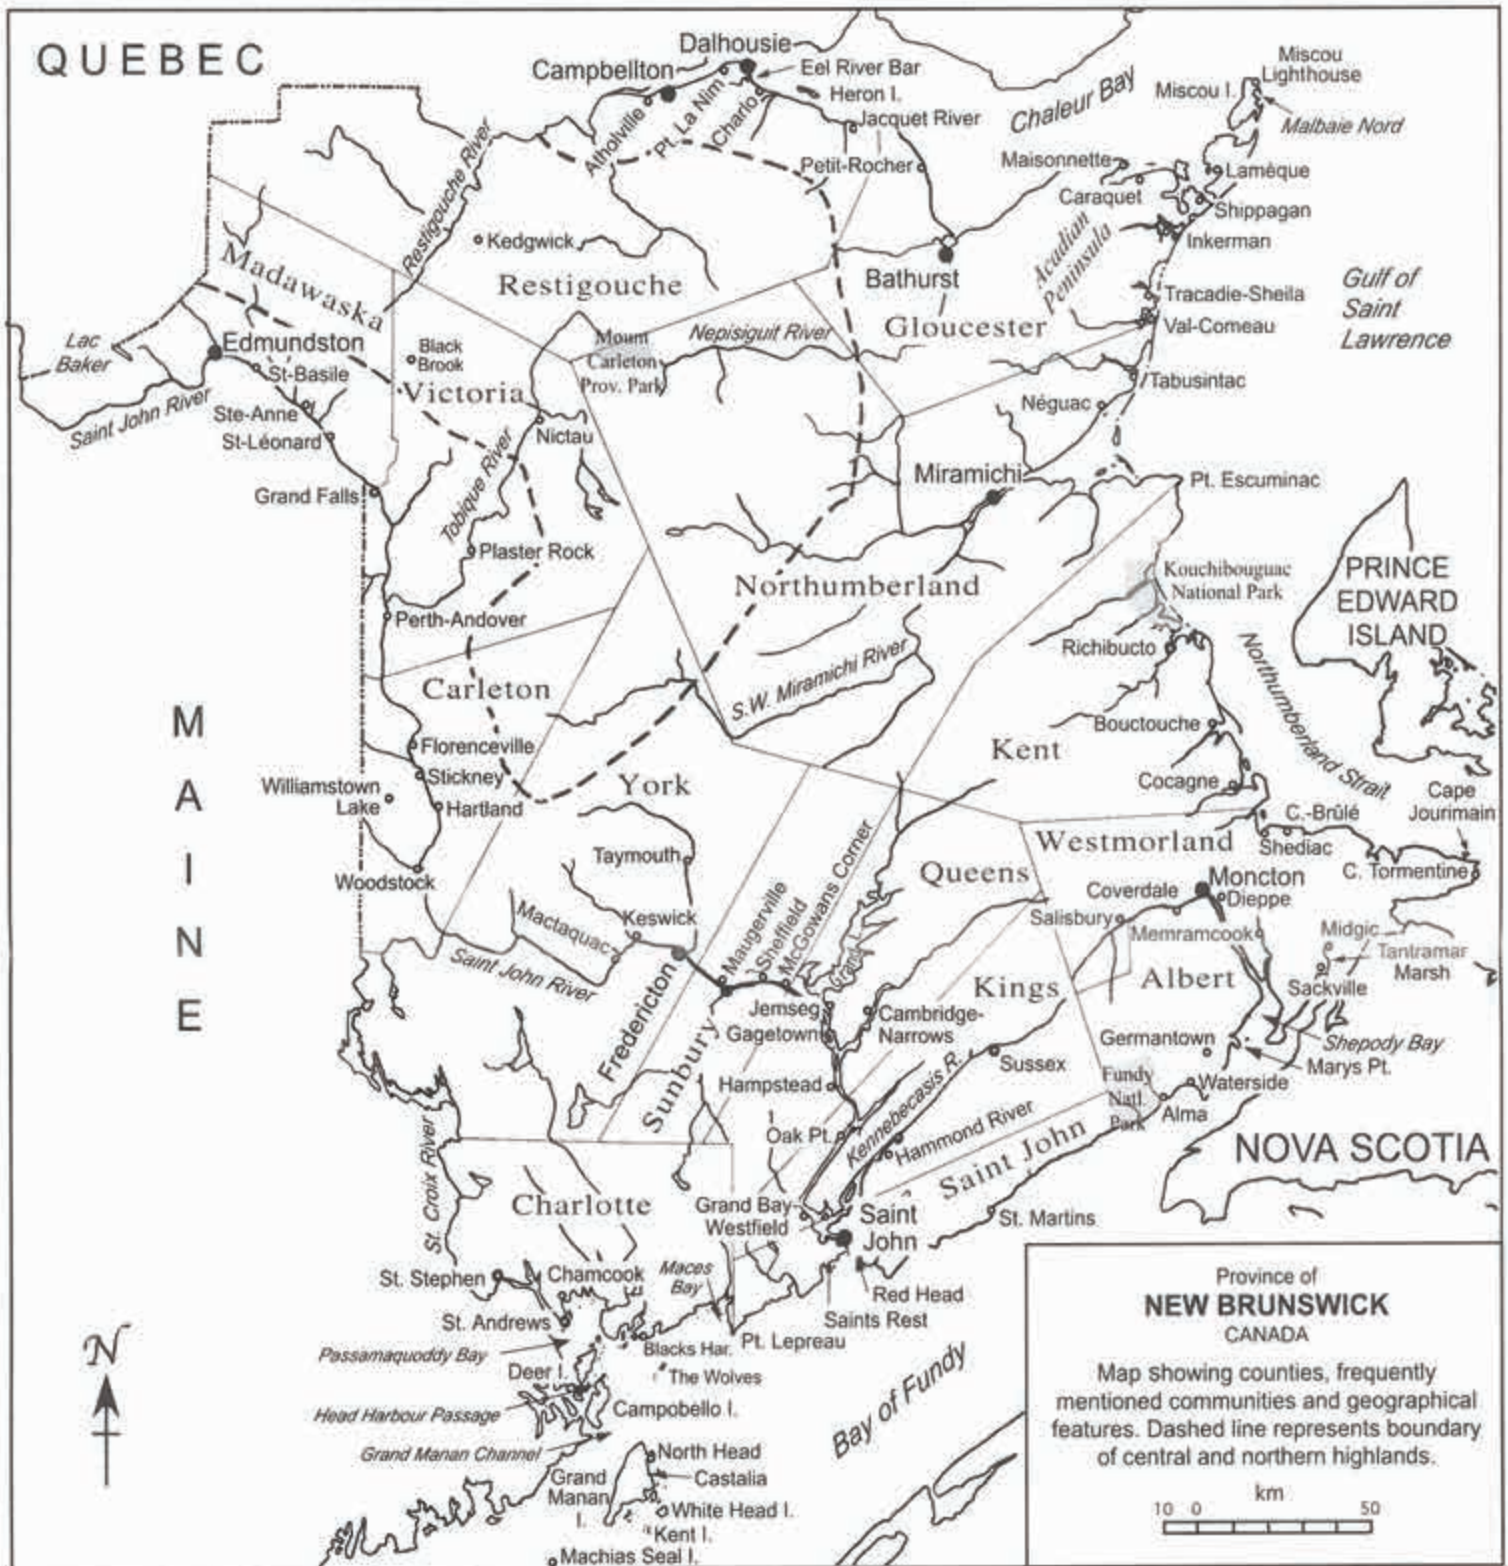 QUEBEC
Dalhousie
Campbellton
Eel River Bar
Heron I.
Atholville
Pt. La Nim
Charlo
Jacquet River
Petit-Rocher
Chaleur Bay
Miscou
Lighthouse
Miscou I.
Malbaie Nord
Maisonnette
Lamèque
Caraquet
Shippagan
Inkerman
Acadian
Peninsula
Restigouche River
Kedgwick
Restigouche
Madawaska
Bathurst
Tracadie-Sheila
Val-Comeau
Gulf of
Saint
Lawrence
Gloucester
Nepisiguit River
Mount
Carleton
Prov. Park
Lac
Baker
Edmundston
St-Basile
Black
Brook
Victoria
Saint John River
Ste-Anne
St-Léonard
Nictau
Tabusintac
Néguac
Miramichi
Pt. Escuminac
Grand Falls
Tobique River
Plaster Rock
Northumberland
Kouchibouguac
National Park
PRINCE
EDWARD
ISLAND
Perth-Andover
Richibucto
Northumberland Strait
Carleton
S.W. Miramichi River
Bouctouche
Kent
MAINE
Florenceville
Stickney
Williamstown
Lake
Hartland
York
Cocagne
Cape
Jourimain
C.-Brûlé
Shediac
Westmorland
C. Tormentine
Taymouth
Woodstock
Queens
Moncton
Coverdale
Dieppe
Salisbury
Memramcook
Midgic
Tantramar
Marsh
Sackville
Mactaquac
Keswick
Maugerville
Sheffield
McGowans Corner
Grand
Saint John River
Fredericton
Jemseg
Gagetown
Cambridge-
Narrows
Kings
Albert
Shepody Bay
Marys Pt.
Germantown
Sunbury
Hampstead
Sussex
Fundy
Natl.
Park
Waterside
Alma
Oak Pt.
Kennebecasis R.
Hammond River
Saint John
NOVA SCOTIA
St. Croix River
Charlotte
Grand Bay-
Westfield
Saint
John
St. Martins
St. Stephen
Chamcook
Maces
Bay
Red Head
Saints Rest
St. Andrews
Pt. Lepreau
Passamaquoddy Bay
Blacks Har.
Deer I.
The Wolves
Head Harbour Passage
Campobello I.
Bay of Fundy
Grand Manan Channel
North Head
Castalia
Grand
Manan
I.
White Head I.
Kent I.
Machias Seal I.
N
Province of
NEW BRUNSWICK
CANADA
Map showing counties, frequently
mentioned communities and geographical
features. Dashed line represents boundary
of central and northern highlands.
km
10 0 50